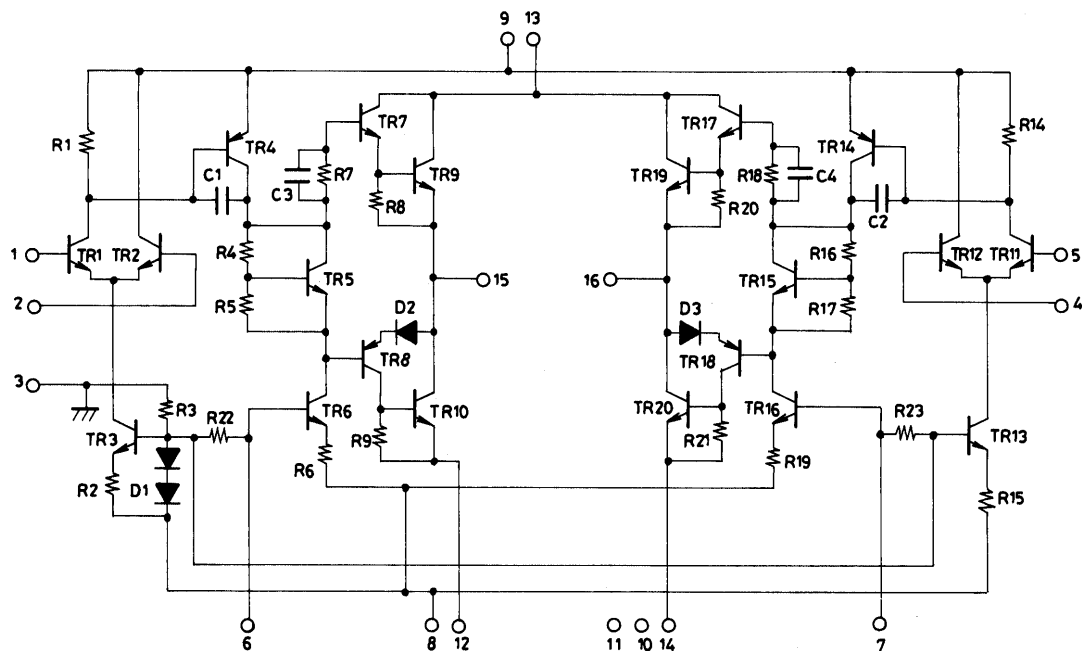 9 13
R1
TR4
TR7
TR17
TR14
R14
C1
C3
R7
TR9
R8
TR19
R20
R18
C4
C2
1
TR1
TR2
R4
TR5
15
16
TR15
R16
TR12
TR11
5
2
R5
D2
D3
R17
4
3
TR8
TR18
R3
R22
TR6
TR10
TR20
TR16
R23
TR3
R9
R21
TR13
R2
D1
R6
R19
R15
6
8
12
11
10
14
7